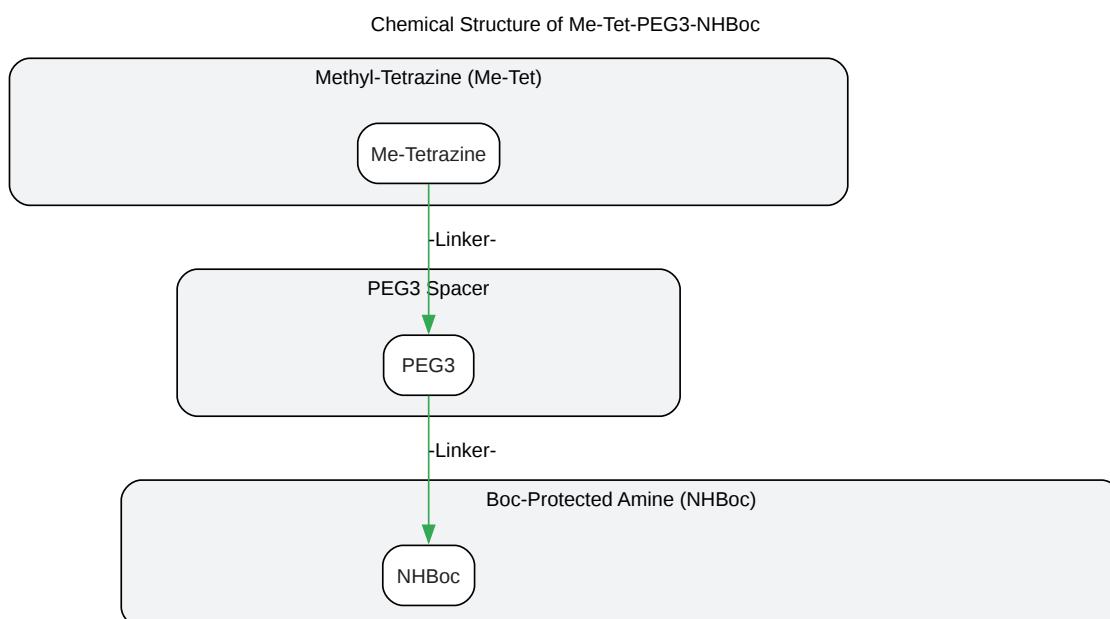 Chemical Structure of Me-Tet-PEG3-NHBoc
Methyl-Tetrazine (Me-Tet)
Me-Tetrazine
-Linker-
PEG3 Spacer
PEG3
-Linker-
Boc-Protected Amine (NHBoc)
NHBoc